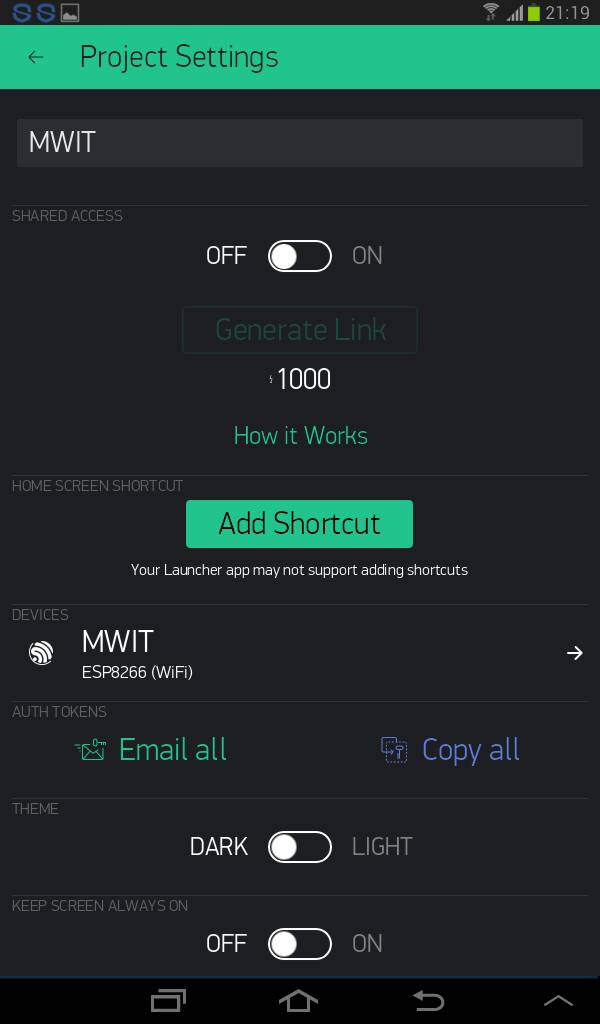 21:19
Project Settings
MWIT
SHARED ACCESS
OFF ON
Generate Link
1000
How it Works
HOME SCREEN SHORTCUT
Add Shortcut
Your Launcher app may not support adding shortcuts
DEVICES
MWIT
ESP8266 (WiFi)
AUTH TOKENS
Email all Copy all
THEME
DARK LIGHT
KEEP SCREEN ALWAYS ON
OFF ON